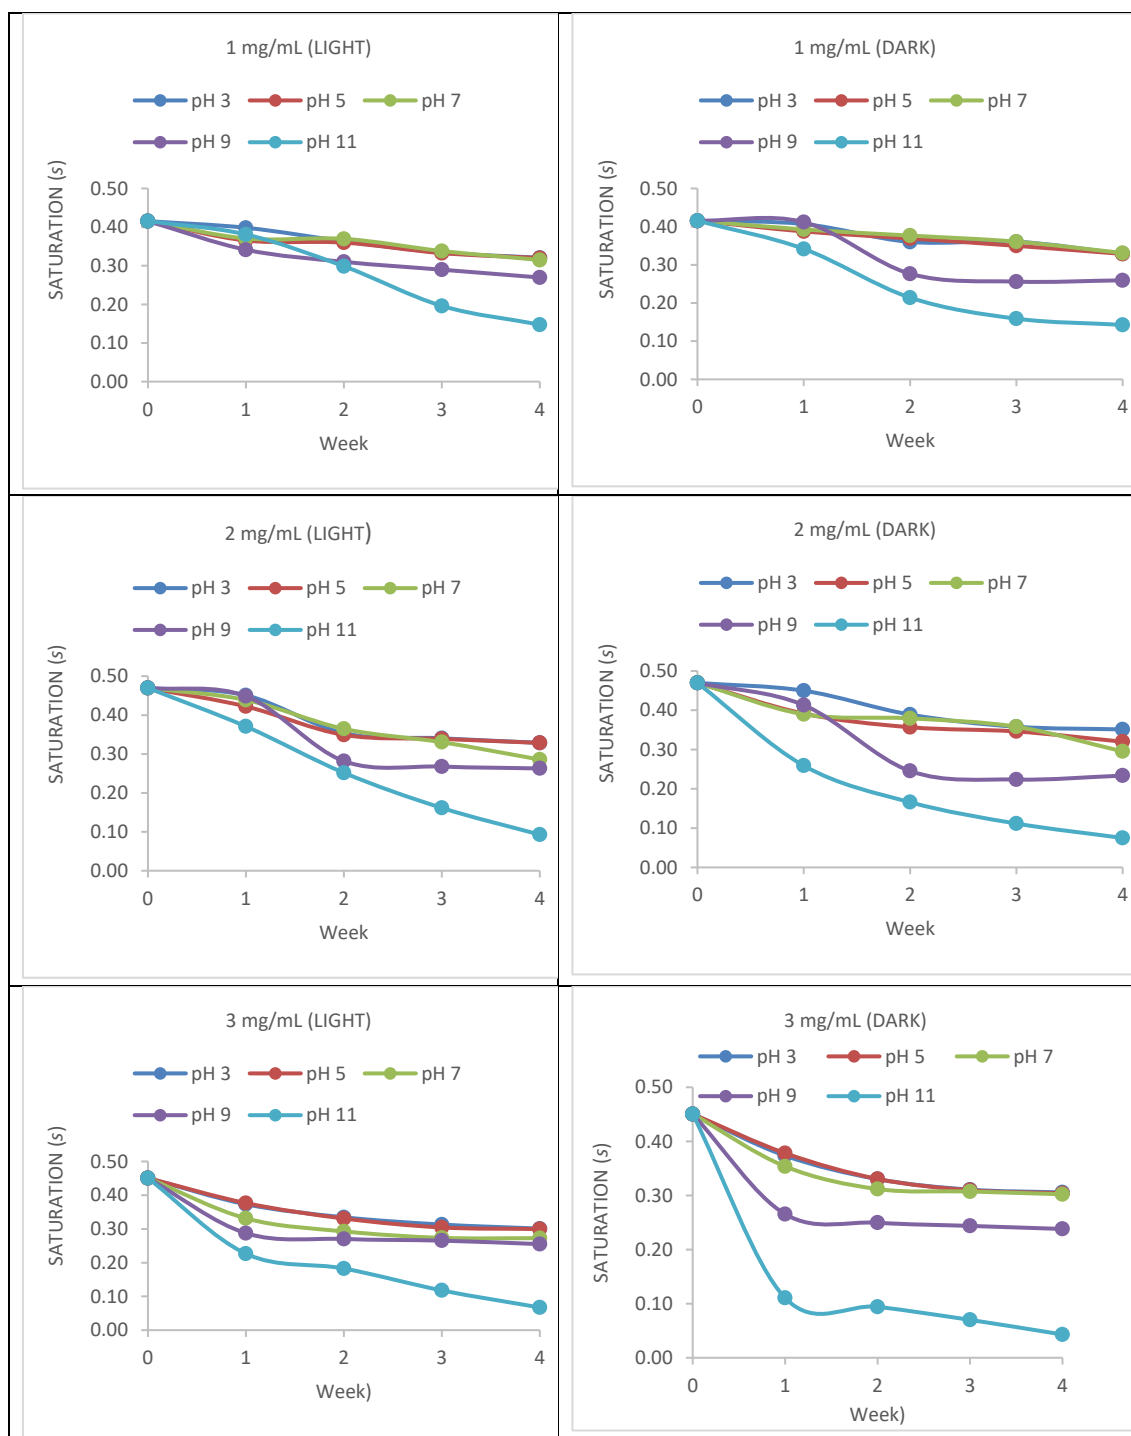 1 mg/mL (LIGHT)
pH 3 pH 5 pH 7
pH 9 pH 11
SATURATION (s)
0.50
0.40
0.30
0.20
0.10
0.00
0 1 2 3 4
Week
1 mg/mL (DARK)
pH 3 pH 5 pH 7
pH 9 pH 11
SATURATION (s)
0.50
0.40
0.30
0.20
0.10
0.00
0 1 2 3 4
Week
2 mg/mL (LIGHT)
pH 3 pH 5 pH 7
pH 9 pH 11
SATURATION (s)
0.50
0.40
0.30
0.20
0.10
0.00
0 1 2 3 4
Week
2 mg/mL (DARK)
pH 3 pH 5 pH 7
pH 9 pH 11
SATURATION (s)
0.50
0.40
0.30
0.20
0.10
0.00
0 1 2 3 4
Week
3 mg/mL (LIGHT)
pH 3 pH 5 pH 7
pH 9 pH 11
SATURATION (s)
0.50
0.40
0.30
0.20
0.10
0.00
0 1 2 3 4
Week)
3 mg/mL (DARK)
pH 3 pH 5 pH 7
pH 9 pH 11
SATURATION (s)
0.50
0.40
0.30
0.20
0.10
0.00
0 1 2 3 4
Week)